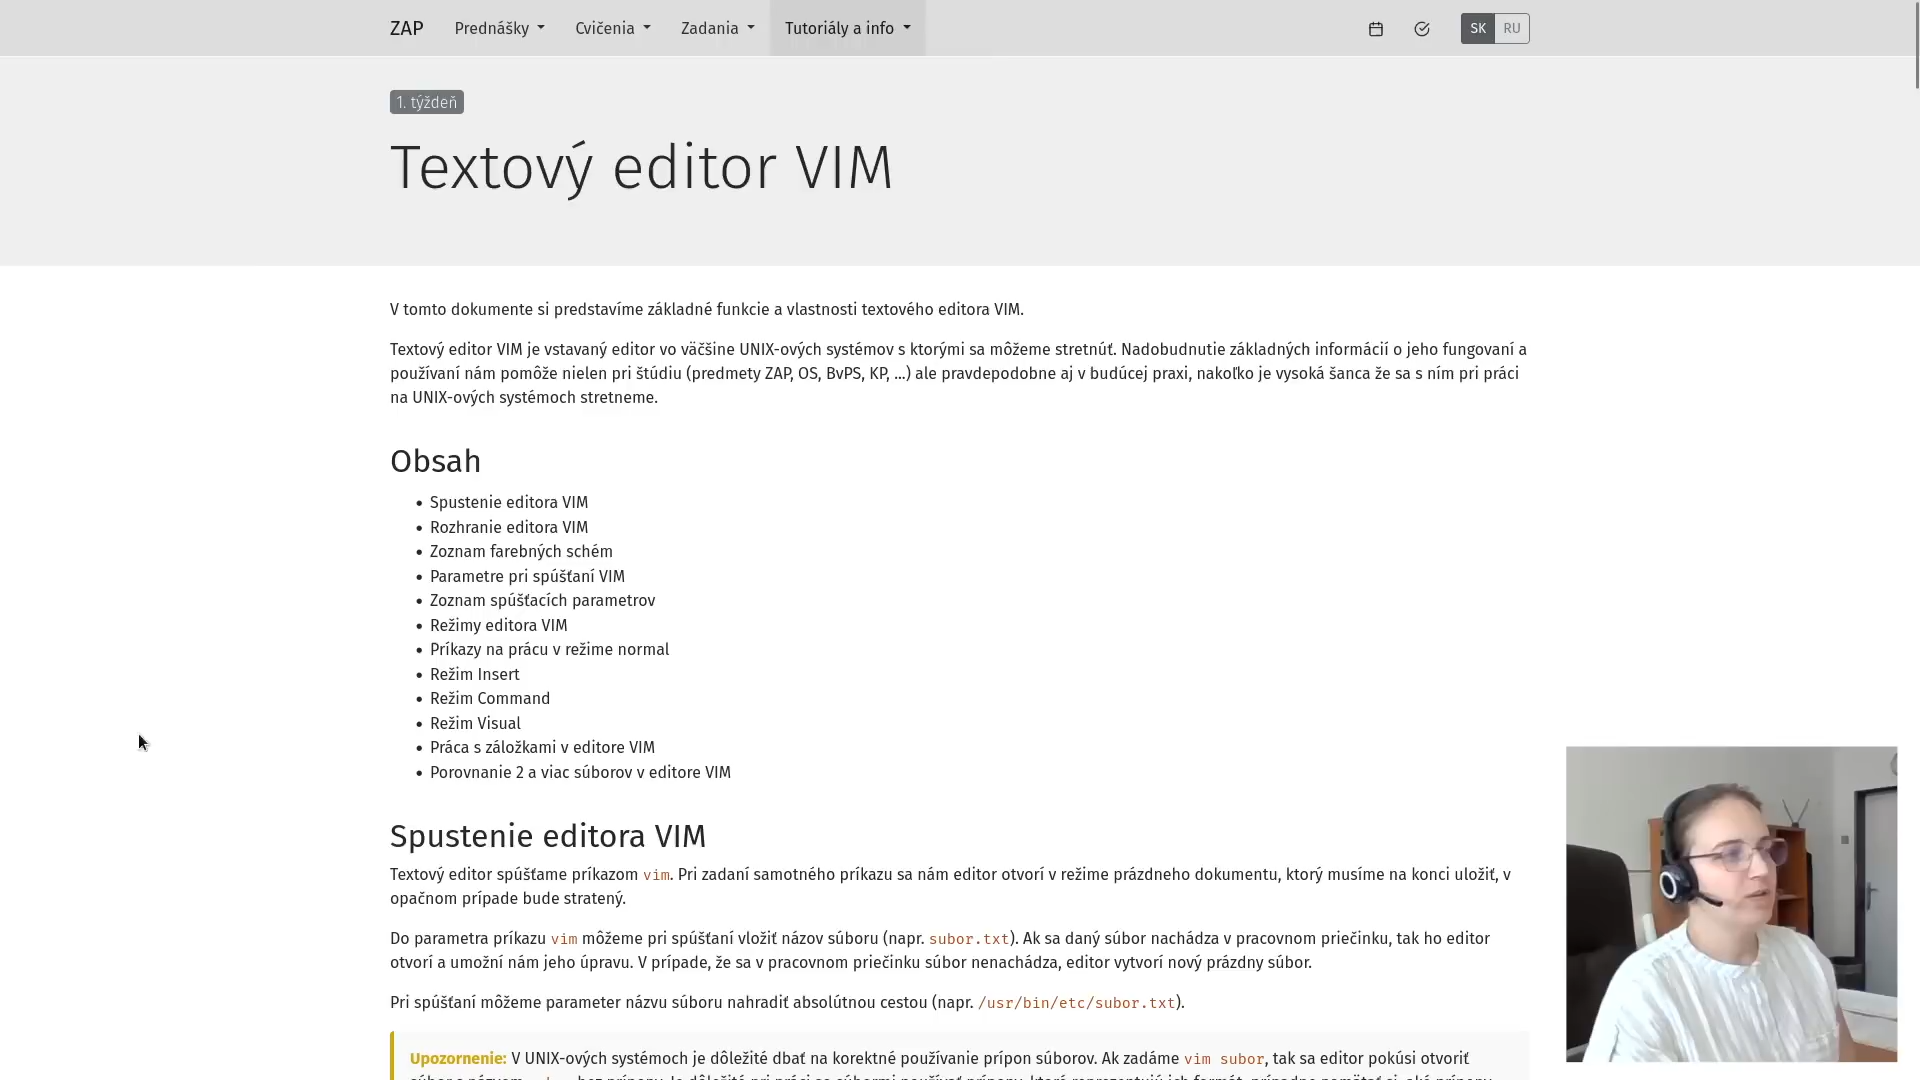 ZAP Prednášky Cvičenia Zadania Tutoriály a info SK RU
1. týždeň
Textový editor VIM
V tomto dokumente si predstavíme základné funkcie a vlastnosti textového editora VIM.
Textový editor VIM je vstavaný editor vo väčšine UNIX-ových systémov s ktorými sa môžeme stretnúť. Nadobudnutie základných informácií o jeho fungovaní a
používaní nám pomôže nielen pri štúdiu (predmety ZAP, OS, BvPS, KP, ...) ale pravdepodobne aj v budúcej praxi, nakoľko je vysoká šanca že sa s ním pri práci
na UNIX-ových systémoch stretneme.
Obsah
• Spustenie editora VIM
• Rozhranie editora VIM
• Zoznam farebných schém
• Parametre pri spúšťaní VIM
• Zoznam spúšťacích parametrov
• Režimy editora VIM
• Príkazy na prácu v režime normal
• Režim Insert
• Režim Command
• Režim Visual
• Práca s záložkami v editore VIM
• Porovnanie 2 a viac súborov v editore VIM
Spustenie editora VIM
Textový editor spúšťame príkazom vim. Pri zadaní samotného príkazu sa nám editor otvorí v režime prázdneho dokumentu, ktorý musíme na konci uložiť, v
opačnom prípade bude stratený.
Do parametra príkazu vim môžeme pri spúšťaní vložiť názov súboru (napr. subor.txt). Ak sa daný súbor nachádza v pracovnom priečinku, tak ho editor
otvorí a umožní nám jeho úpravu. V prípade, že sa v pracovnom priečinku súbor nenachádza, editor vytvorí nový prázdny súbor.
Pri spúšťaní môžeme parameter názvu súboru nahradiť absolútnou cestou (napr. /usr/bin/etc/subor.txt).
Upozornenie: V UNIX-ových systémoch je dôležité dbať na korektné používanie prípon súborov. Ak zadáme vim subor, tak sa editor pokúsi otvoriť